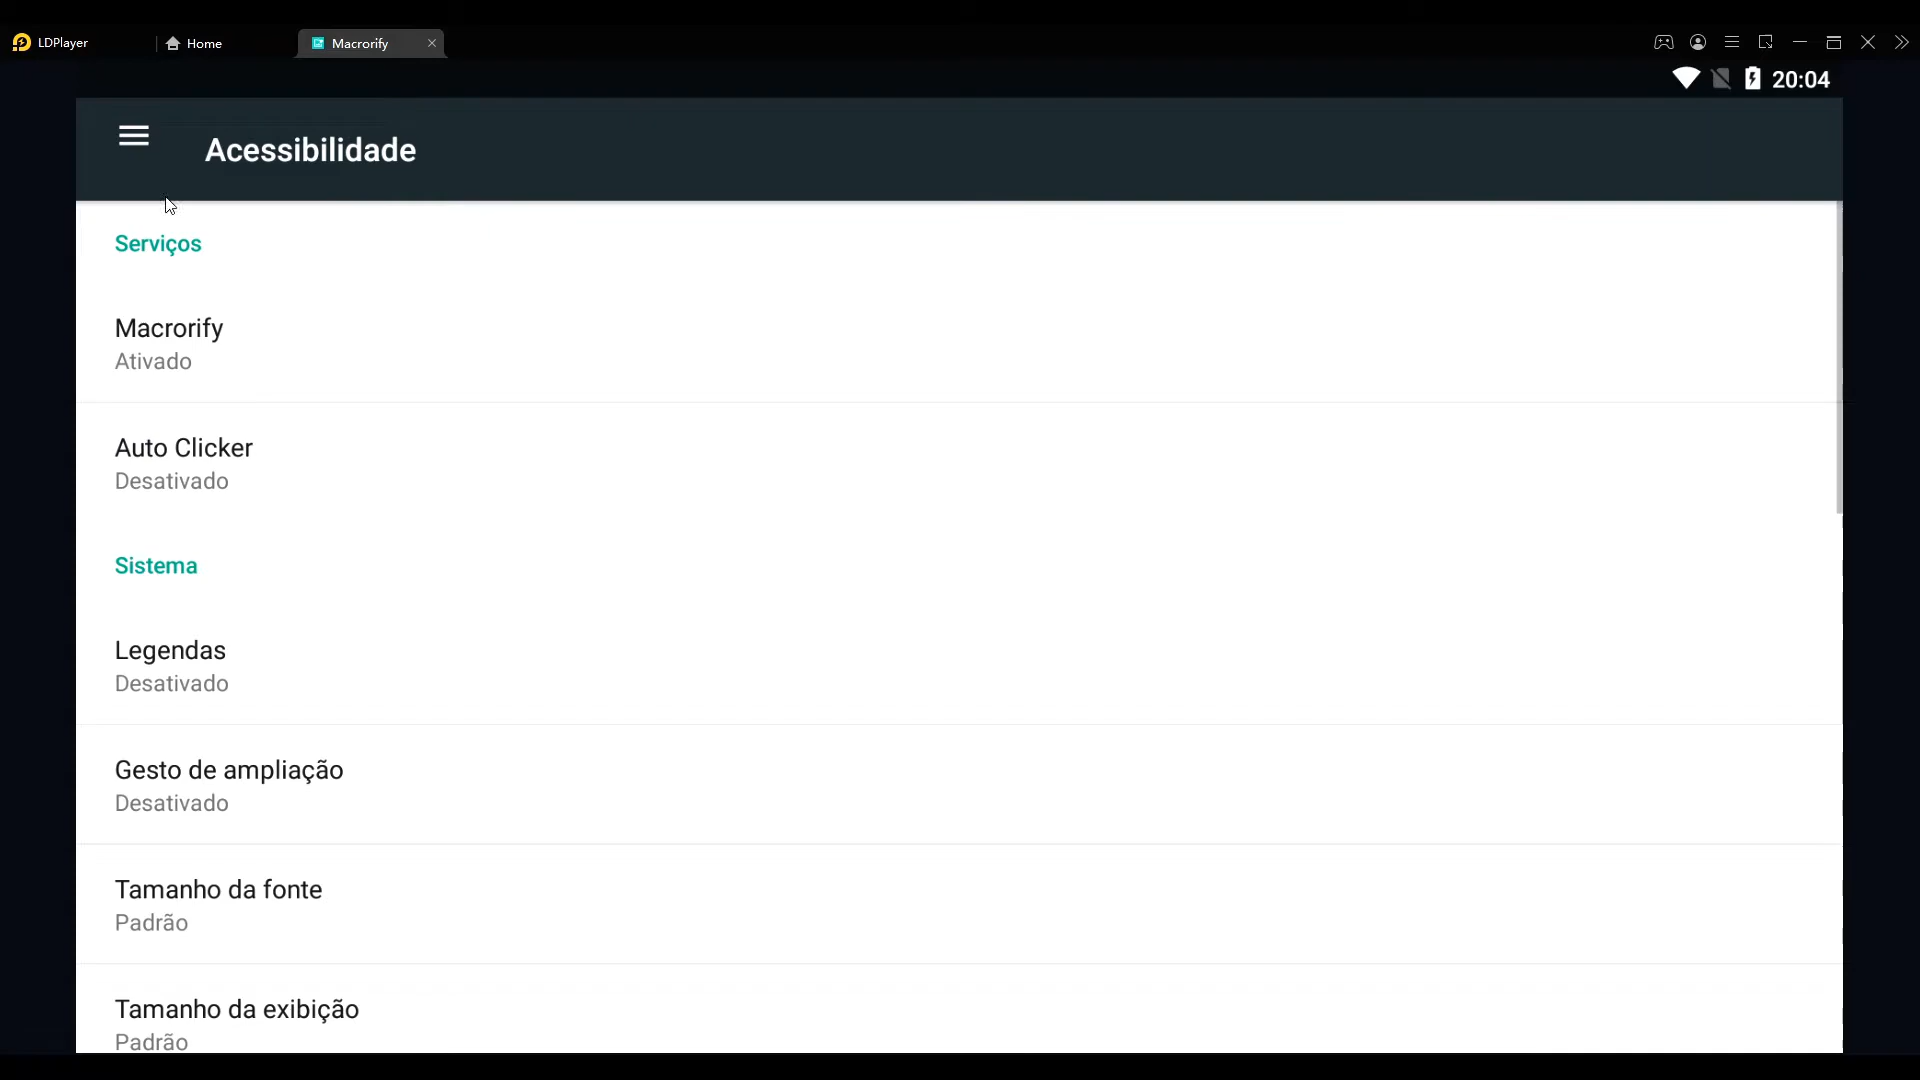 LDPlayer
Home
Macrorify
20:04
Acessibilidade
Serviços
Macrorify
Ativado
Auto Clicker
Desativado
Sistema
Legendas
Desativado
Gesto de ampliação
Desativado
Tamanho da fonte
Padrão
Tamanho da exibição
Padrão